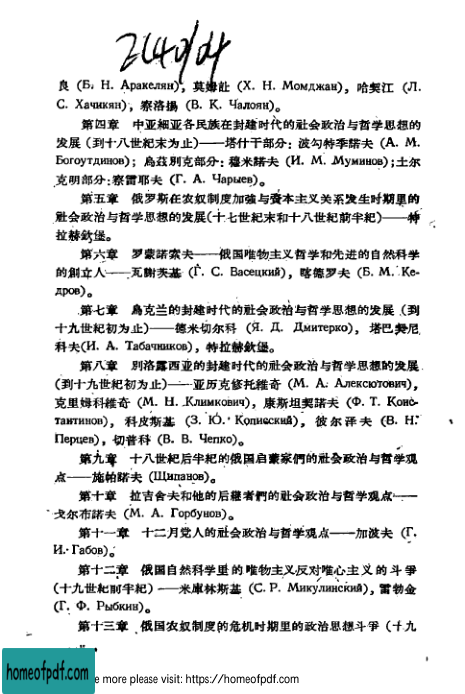 2140/04
良 (Б. Н. Аракелян), 莫姆詀 (Х. Н. Момджан), 哈契江 (Л.
С. Хачикян), 察洛揚 (В. К. Чалоян)。
第四章 中亚細亚各民族在封建时代的社会政治与哲学思想的
发展 (到十八世紀末为止)——塔什干部分: 波勾特季諾夫 (А. М.
Богоутдинов); 烏茲別克部分: 穆米諾夫 (И. М. Муминов);土尔
克明部分:察雷耶夫 (Г. А. Чарыев)。
第五章 俄罗斯在农奴制度加強与資本主义关系发生时期里的
社会政治与哲学思想的发展(十七世紀末和十八世紀前半紀)——特
拉赫欽堡。
第六章 罗蒙諾索夫——俄国唯物主义哲学和先进的自然科学
的創立人——瓦謝茨基 (Г. С. Васецкий), 喀德罗夫 (Б. М. Ке-
дров)。
第七章 烏克兰的封建时代的社会政治与哲学思想的发展 (到
十九世紀初为止)——德米切尔科 (Я. Д. Дмитерко), 塔巴契尼
科夫(И. А. Табачников), 特拉赫欽堡。
第八章 別洛露西亚的封建时代的社会政治与哲学思想的发展
(到十九世紀初为止)——亚历克修托維奇 (М. А. Алексютович),
克里姆科維奇 (М. Н. Климкович), 康斯坦契諾夫 (Ф. Т. Конс-
тантинов), 科皮斯基 (З. Ю. Кописский), 彼尔泽夫 (В. Н.
Перцев), 切普科 (В. В. Чепко)。
第九章 十八世紀后半紀的俄国启蒙家們的社会政治与哲学观
点——施帕諾夫 (Щипанов)。
第十章 拉吉舍夫和他的后繼者們的社会政治与哲学观点——
戈尔布諾夫 (М. А. Горбунов)。
第十一章 十二月党人的社会政治与哲学观点——加波夫 (Г.
И. Габов)。
第十二章 俄国自然科学里的唯物主义反对唯心主义的斗爭
(十九世紀前半紀)——米庫林斯基 (С. Р. Микулинский), 雷勃金
(Г. Ф. Рыбкин)。
第十三章 俄国农奴制度的危机时期里的政治思想斗爭 (十九
homeofpdf.com
e more please visit: https://homeofpdf.com